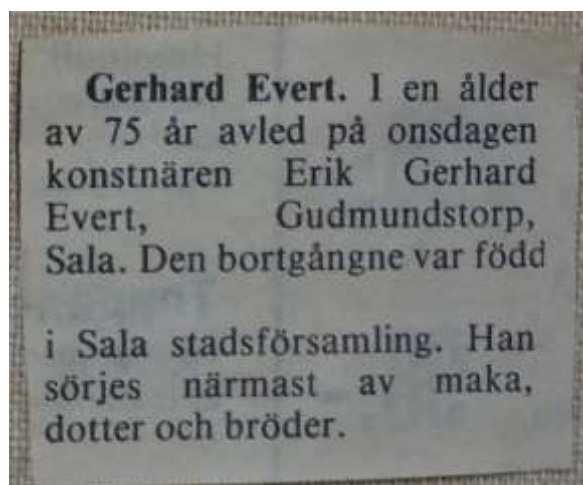 Gerhard Evert. I en ålder
av 75 år avled på onsdagen
konstnären Erik Gerhard
Evert, Gudmundstorp,
Sala. Den bortgångne var född
i Sala stadsförsamling. Han
sörjes närmast av maka,
dotter och bröder.